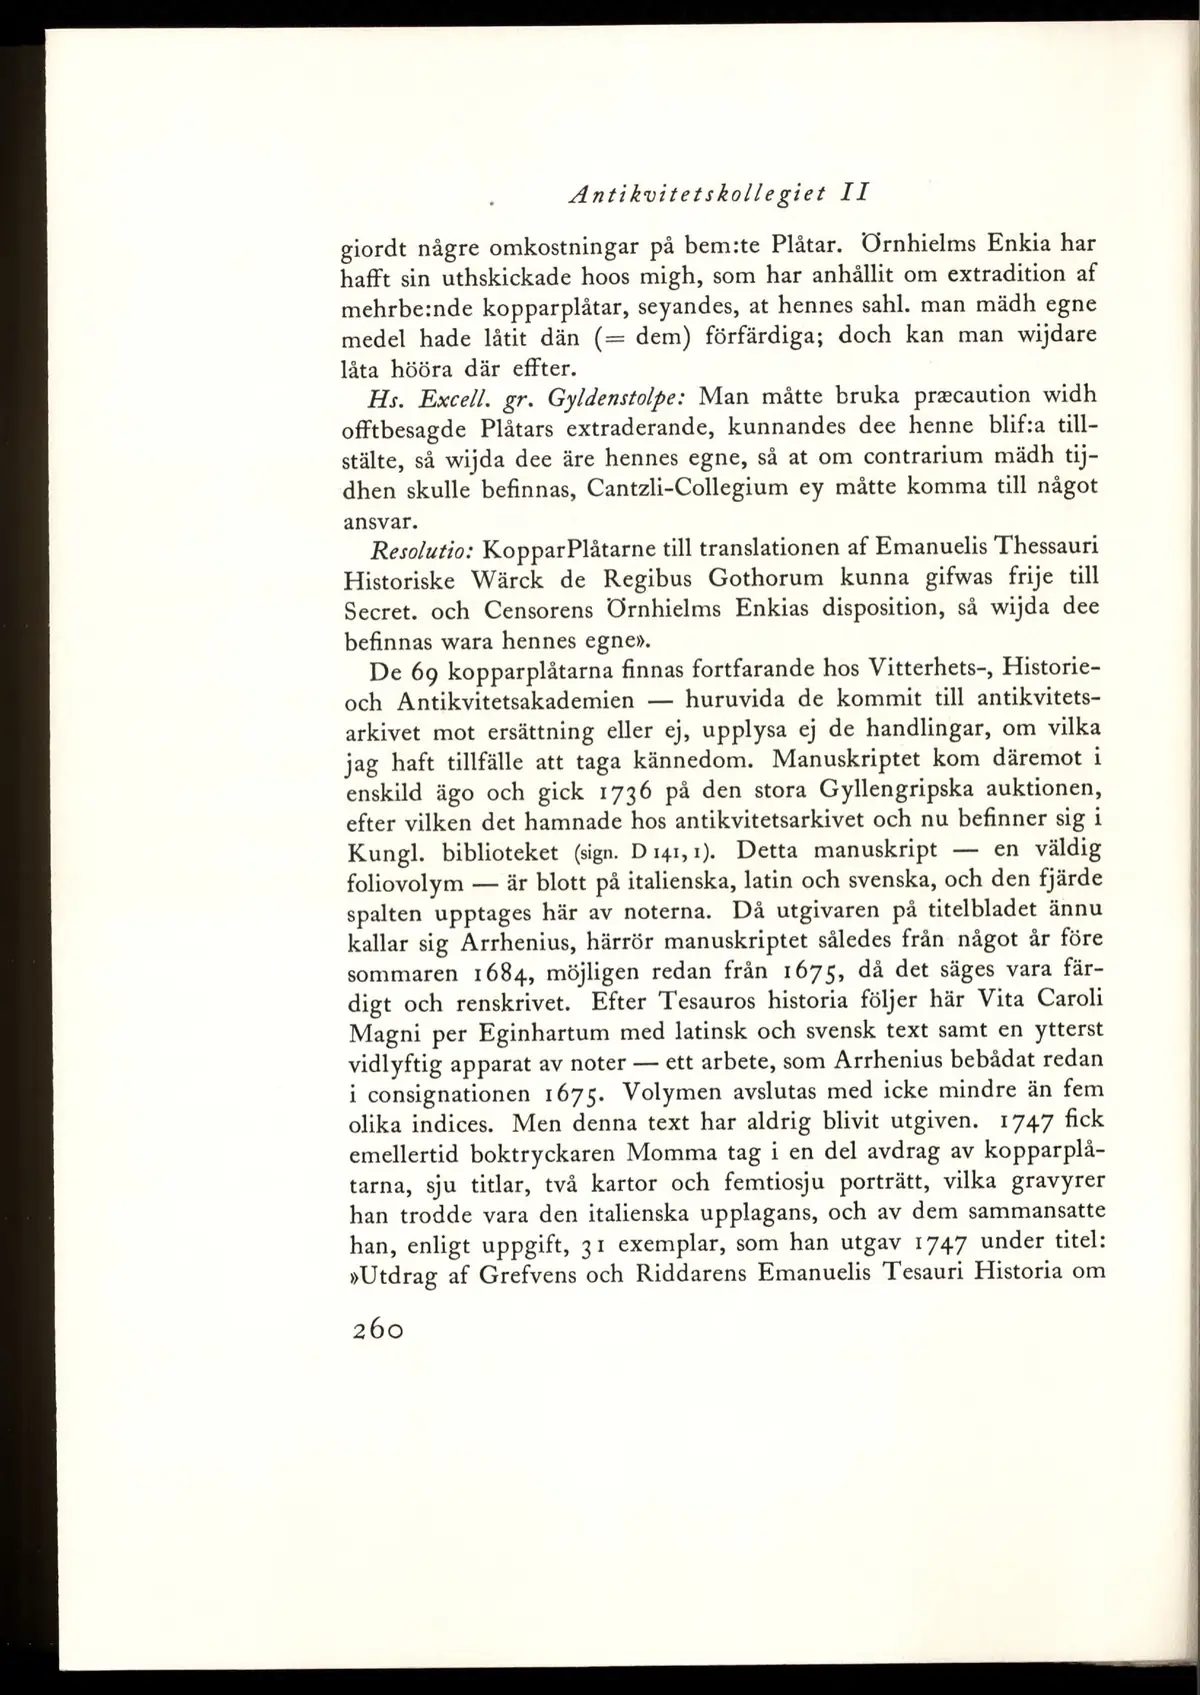 Antikvitetskollegiet II
giordt någre omkostningar på bem:te Plåtar. Örnhielms Enkia har
hafft sin uthskickade hoos migh, som har anhållit om extradition af
mehrbe:nde kopparplåtar, seyandes, at hennes sahl. man mädh egne
medel hade låtit dän (= dem) förfärdiga; doch kan man wijdare
låta hööra där effter.
Hs. Excell. gr. Gyldenstolpe: Man måtte bruka præcaution widh
offtbesagde Plåtars extraderande, kunnandes dee henne blif:a till-
stälte, så wijda dee äre hennes egne, så at om contrarium mädh tij-
dhen skulle befinnas, Cantzli-Collegium ey måtte komma till något
ansvar.
Resolutio: KopparPlåtarne till translationen af Emanuelis Thessauri
Historiske Wärck de Regibus Gothorum kunna gifwas frije till
Secret. och Censorens Örnhielms Enkias disposition, så wijda dee
befinnas wara hennes egne».
De 69 kopparplåtarna finnas fortfarande hos Vitterhets-, Historie-
och Antikvitetsakademien — huruvida de kommit till antikvitets-
arkivet mot ersättning eller ej, upplysa ej de handlingar, om vilka
jag haft tillfälle att taga kännedom. Manuskriptet kom däremot i
enskild ägo och gick 1736 på den stora Gyllengripska auktionen,
efter vilken det hamnade hos antikvitetsarkivet och nu befinner sig i
Kungl. biblioteket (sign. D 141, 1). Detta manuskript — en väldig
foliovolym — är blott på italienska, latin och svenska, och den fjärde
spalten upptages här av noterna. Då utgivaren på titelbladet ännu
kallar sig Arrhenius, härrör manuskriptet således från något år före
sommaren 1684, möjligen redan från 1675, då det säges vara fär-
digt och renskrivet. Efter Tesauros historia följer här Vita Caroli
Magni per Eginhartum med latinsk och svensk text samt en ytterst
vidlyftig apparat av noter — ett arbete, som Arrhenius bebådat redan
i consignationen 1675. Volymen avslutas med icke mindre än fem
olika indices. Men denna text har aldrig blivit utgiven. 1747 fick
emellertid boktryckaren Momma tag i en del avdrag av kopparplå-
tarna, sju titlar, två kartor och femtiosju porträtt, vilka gravyrer
han trodde vara den italienska upplagans, och av dem sammansatte
han, enligt uppgift, 31 exemplar, som han utgav 1747 under titel:
»Utdrag af Grefvens och Riddarens Emanuelis Tesauri Historia om
260